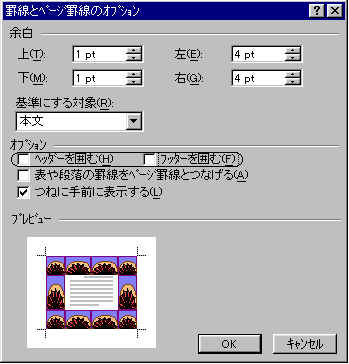 罫線とページ罫線のオプション
余白
上(T): 1 pt 左(E): 4 pt
下(M): 1 pt 右(G): 4 pt
基準にする対象(R):
本文
オプション
ヘッダーを囲む(H) フッターを囲む(F)
表や段落の罫線をページ罫線とつなげる(A)
つねに手前に表示する(L)
プレビュー
OK キャンセル